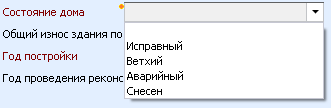 Состояние дома
Общий износ здания по
Исправный
Год постройки
Ветхий
Аварийный
Год проведения реконс
Снесен